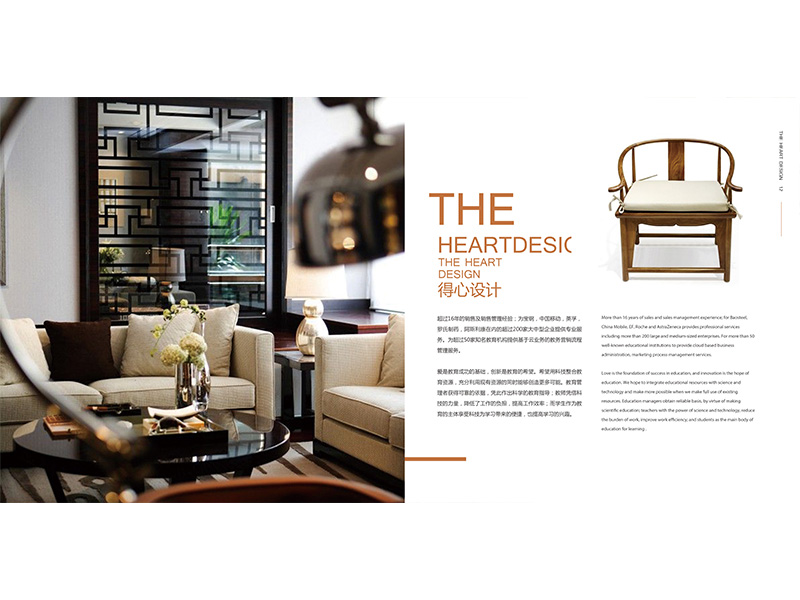 THE
HEARTDESIG
THE HEART
DESIGN
得心设计
超过16年的销售及销售管理经验；为宝钢，中国移动，英孚，
罗氏制药，阿斯利康在内的超过200家大中型企业提供专业服
务。为超过50家知名教育机构提供基于云业务的教务营销流程
管理服务。
爱是教育成功的基础，创新是教育的希望。希望用科技整合教
育资源，充分利用现有资源的同时能够创造更多可能。教育管
理者获得可靠的依据，凭此作出科学的教育指导；教师凭借科
技的力量，降低了工作的负担，提高工作效率；而学生作为教
育的主体享受科技为学习带来的便捷，也提高学习的兴趣。
More than 16 years of sales and sales management experience; for Baosteel,
China Mobile, EF, Roche and AstraZeneca provides professional services
including more than 200 large and medium-sized enterprises. For more than 50
well-known educational institutions to provide cloud based business
administration, marketing process management services.
Love is the foundation of success in education, and innovation is the hope of
education. We hope to integrate educational resources with science and
technology and make more possible when we make full use of existing
resources. Education managers obtain reliable basis, by virtue of making
scientific education; teachers with the power of science and technology, reduce
the burden of work, improve work efficiency; and students as the main body of
education for learning..
THE HEART DESIGN 17